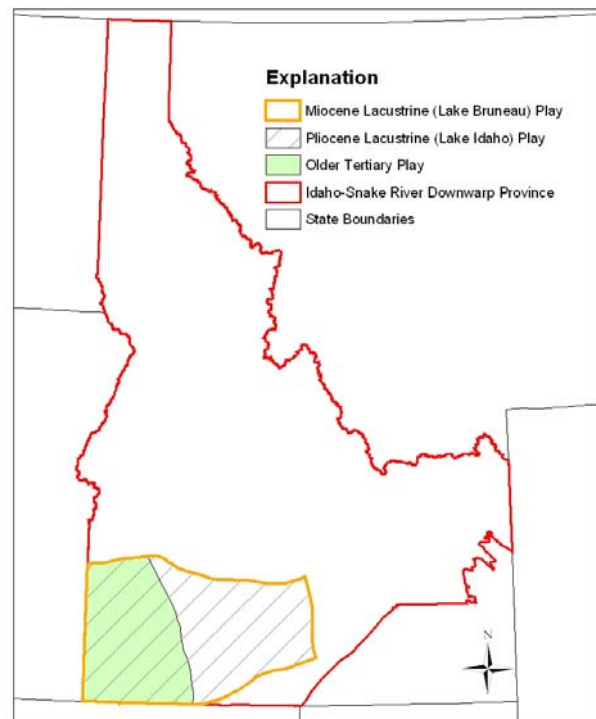 Explanation
Miocene Lacustrine (Lake Bruneau) Play
Pliocene Lacustrine (Lake Idaho) Play
Older Tertiary Play
Idaho-Snake River Downwarp Province
State Boundaries
N